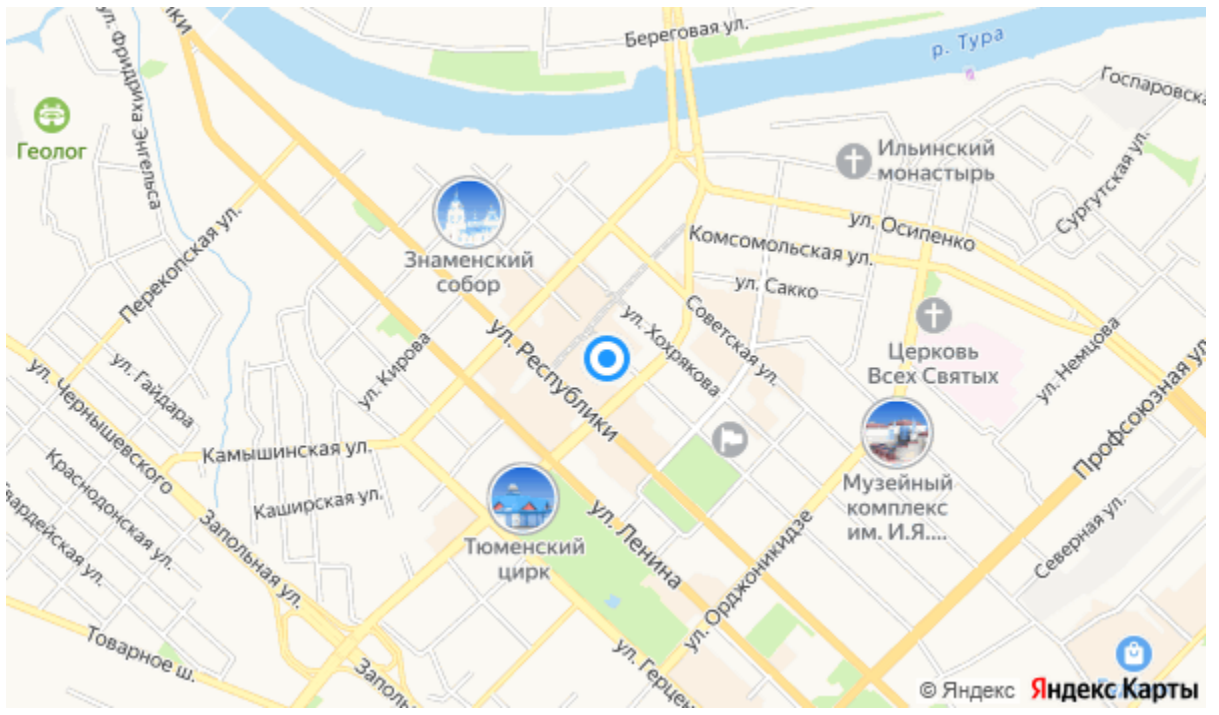 Береговая ул.
р. Тура
ул. Фридриха Энгельса
Госпаровская
Геолог
Ильинский
монастырь
Сургутская ул.
ул. Осипенко
Перекопская ул.
Знаменский
собор
Комсомольская ул.
ул. Сакко
ул. Хохрякова
Советская ул.
Церковь
Всех Святых
ул. Немцова
ул. Республики
ул. Кирова
ул. Гайдара
ул. Чернышевского
Профсоюзная ул.
Камышинская ул.
Краснодонская ул.
Каширская ул.
Запольная ул.
Тюменский
цирк
ул. Ленина
Музейный
комплекс
им. И.Я....
Северная ул.
ул. Орджоникидзе
Товарное ш.
ул. Герцен
Заполь
© Яндекс Яндекс Карты